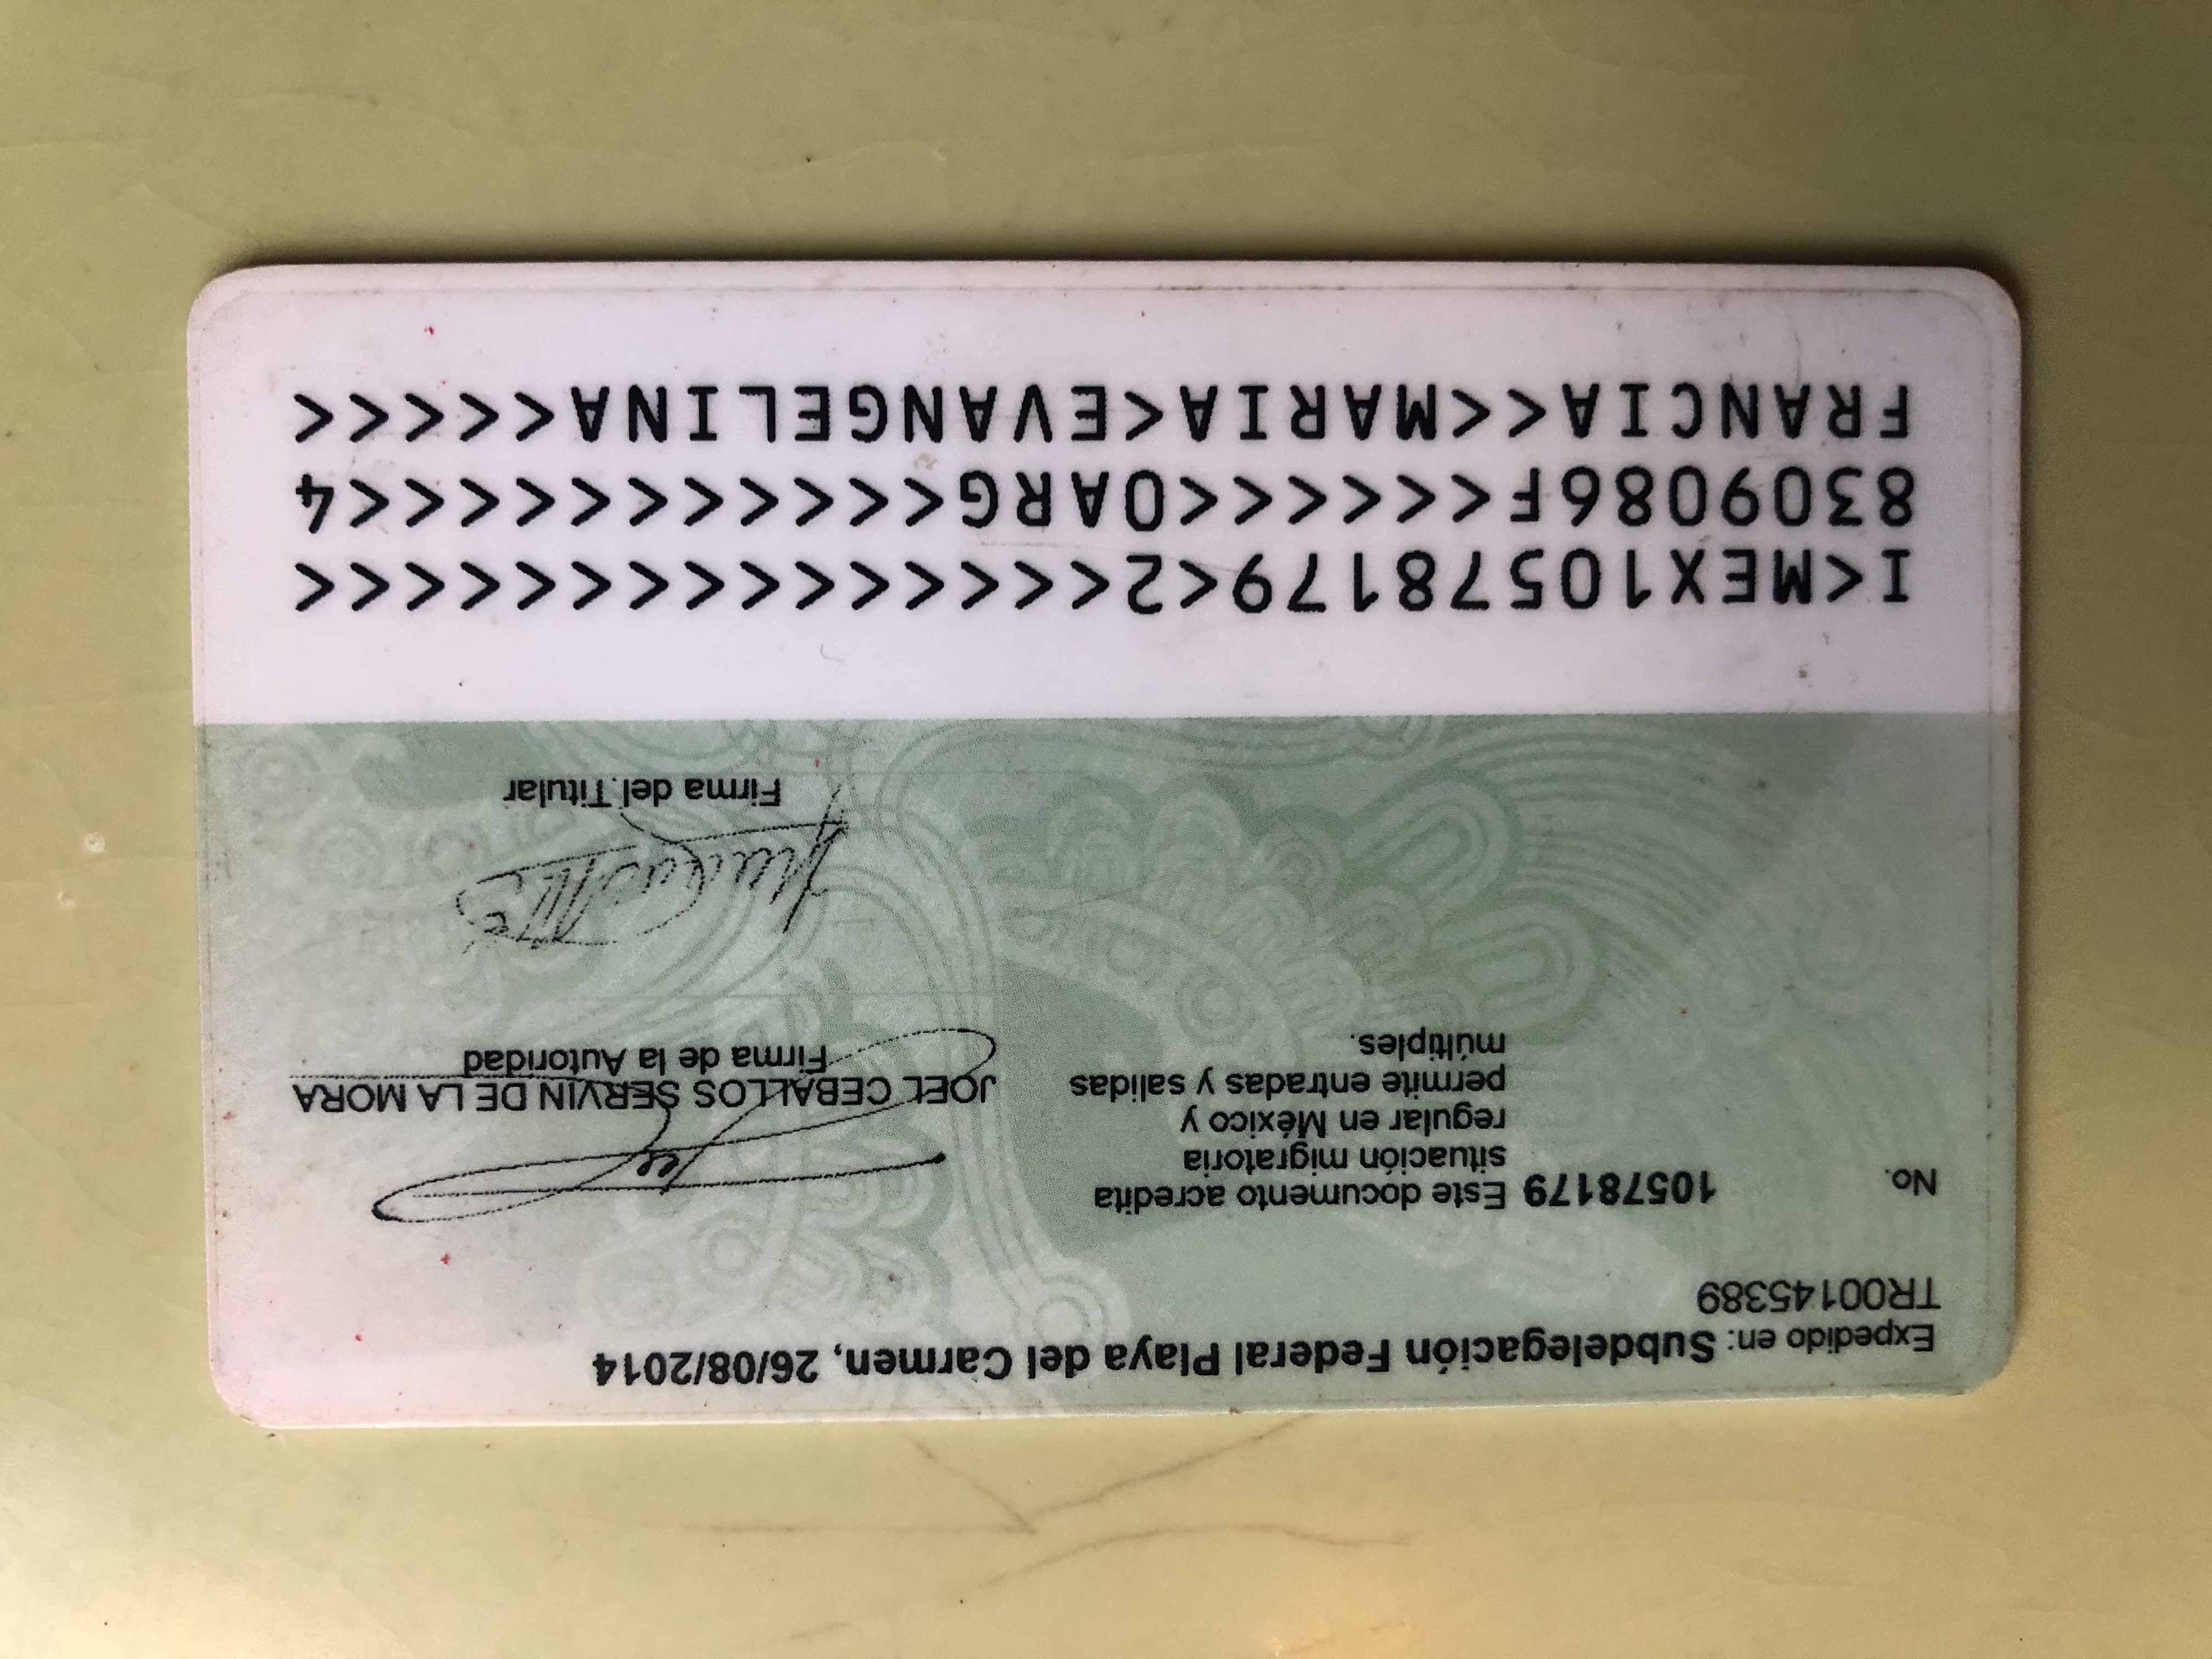 Expedido en: Subdelegación Federal Playa del Carmen, 26/08/2014
TR00145389
No. 10578179 Este documento acredita
situación migratoria
regular en México y
permite entradas y salidas
múltiples.
JOEL CEBALLOS SERVIN DE LA MORA
Firma de la Autoridad
Firma del Titular
I<MEX10578179<2<<<<<<<<<<<<<<<
8309086F<<<<<<OARG<<<<<<<<<<<4
FRANCIA<<MARIA<EVANGELINA<<<<<